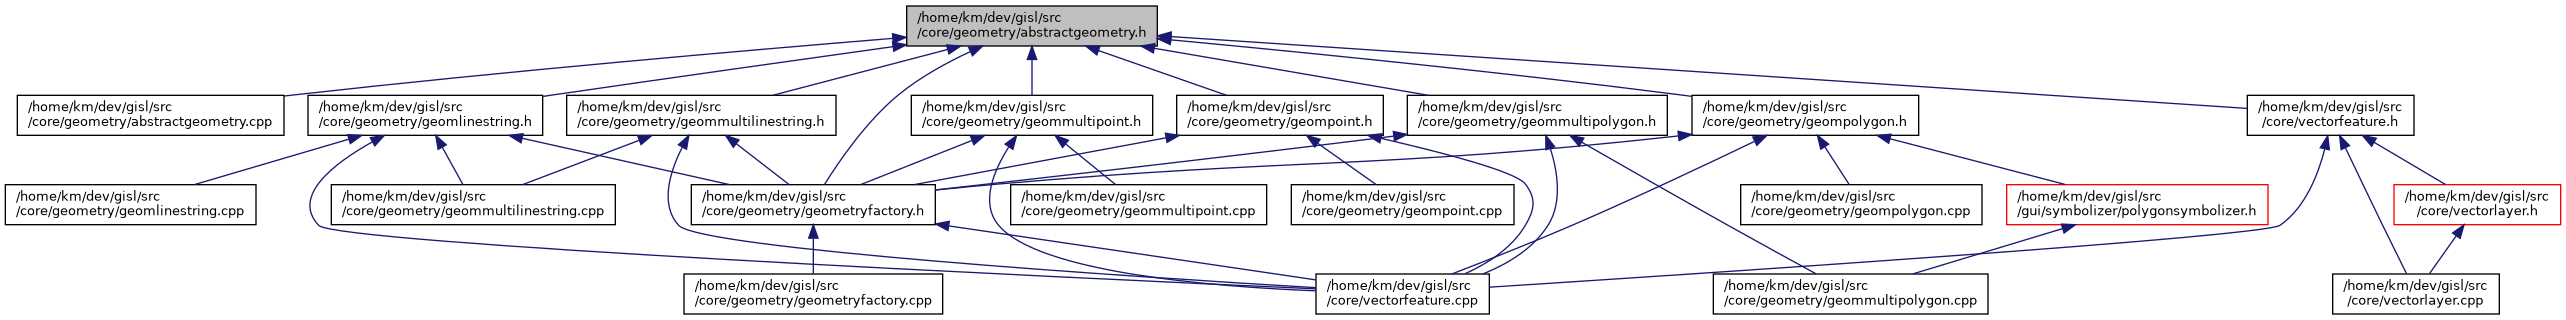 /home/km/dev/gisl/src
/core/geometry/abstractgeometry.h
/home/km/dev/gisl/src
/core/geometry/abstractgeometry.cpp
/home/km/dev/gisl/src
/core/geometry/geomlinestring.h
/home/km/dev/gisl/src
/core/geometry/geommultilinestring.h
/home/km/dev/gisl/src
/core/geometry/geommultipoint.h
/home/km/dev/gisl/src
/core/geometry/geompoint.h
/home/km/dev/gisl/src
/core/geometry/geommultipolygon.h
/home/km/dev/gisl/src
/core/geometry/geompolygon.h
/home/km/dev/gisl/src
/core/vectorfeature.h
/home/km/dev/gisl/src
/core/geometry/geomlinestring.cpp
/home/km/dev/gisl/src
/core/geometry/geommultilinestring.cpp
/home/km/dev/gisl/src
/core/geometry/geometryfactory.h
/home/km/dev/gisl/src
/core/geometry/geommultipoint.cpp
/home/km/dev/gisl/src
/core/geometry/geompoint.cpp
/home/km/dev/gisl/src
/core/geometry/geompolygon.cpp
/home/km/dev/gisl/src
/gui/symbolizer/polygonsymbolizer.h
/home/km/dev/gisl/src
/core/vectorlayer.h
/home/km/dev/gisl/src
/core/geometry/geometryfactory.cpp
/home/km/dev/gisl/src
/core/vectorfeature.cpp
/home/km/dev/gisl/src
/core/geometry/geommultipolygon.cpp
/home/km/dev/gisl/src
/core/vectorlayer.cpp